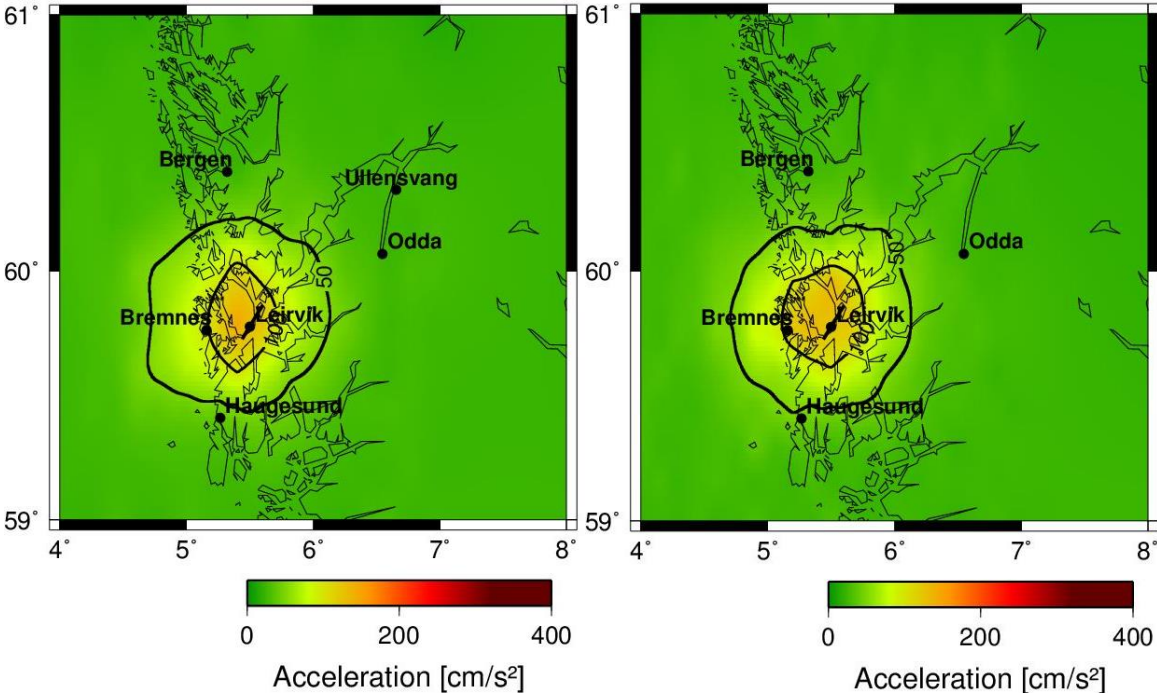 61°
Bergen
Ullensvang
Odda
60°
50
Bremnes
Leirvik
100
Haugesund
59°
4° 5° 6° 7° 8°
0 200 400
Acceleration [cm/s²]
61°
Bergen
Odda
60°
50
Bremnes
Leirvik
100
Haugesund
59°
4° 5° 6° 7° 8°
0 200 400
Acceleration [cm/s²]